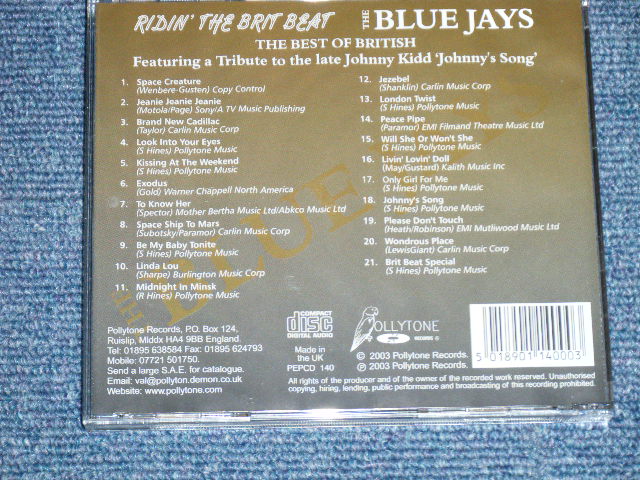 RIDIN' THE BRIT BEAT
THE BLUE JAYS
THE BEST OF BRITISH
Featuring a Tribute to the late Johnny Kidd 'Johnny's Song'
1. Space Creature
(Wenbere-Gusten) Copy Control
2. Jeanie Jeanie Jeanie
(Motola/Page) Sony/A TV Music Publishing
3. Brand New Cadillac
(Taylor) Carlin Music Corp
4. Look Into Your Eyes
(S Hines) Pollytone Music
5. Kissing At The Weekend
(S Hines) Pollytone Music
6. Exodus
(Gold) Warner Chappell North America
7. To Know Her
(Spector) Mother Bertha Music Ltd/Abkco Music Ltd
8. Space Ship To Mars
(Subotsky/Paramor) Carlin Music Corp
9. Be My Baby Tonite
(S Hines) Pollytone Music
10. Linda Lou
(Sharpe) Burlington Music Corp
11. Midnight In Minsk
(R Hines) Pollytone Music
12. Jezebel
(Shanklin) Carlin Music Corp
13. London Twist
(S Hines) Pollytone Music
14. Peace Pipe
(Paramor) EMI Filmand Theatre Music Ltd
15. Will She Or Won't She
(S Hines) Pollytone Music
16. Livin' Lovin' Doll
(May/Gustard) Kalith Music Inc
17. Only Girl For Me
(S Hines) Pollytone Music
18. Johnny's Song
(S Hines) Pollytone Music
19. Please Don't Touch
(Heath/Robinson) EMI Mutliwood Music Ltd
20. Wondrous Place
(LewisGiant) Carlin Music Corp
21. Brit Beat Special
(S Hines) Pollytone Music
THE BLUE JAYS
Pollytone Records, P.O. Box 124,
Ruislip, Middx HA4 9BB England.
Tel: 01895 638584 Fax: 01895 624793
Mobile: 07721 501750.
Send a large S.A.E. for catalogue.
Email: val@pollyton.demon.co.uk
Website: www.pollytone.com
COMPACT
disc
DIGITAL AUDIO
Made in
the UK
PEPCD 140
POLLYTONE
RECORDS
© 2003 Pollytone Records.
℗ 2003 Pollytone Records.
5 018901 140003
All rights of the producer and of the owner of the recorded work reserved. Unauthorised
copying, hiring, lending, public performance and broadcasting of this recording prohibited.